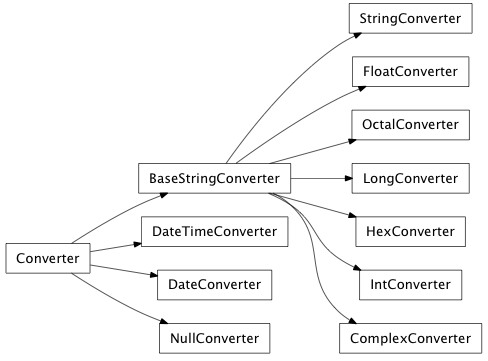 StringConverter
FloatConverter
OctalConverter
BaseStringConverter
LongConverter
DateTimeConverter
HexConverter
Converter
DateConverter
IntConverter
NullConverter
ComplexConverter